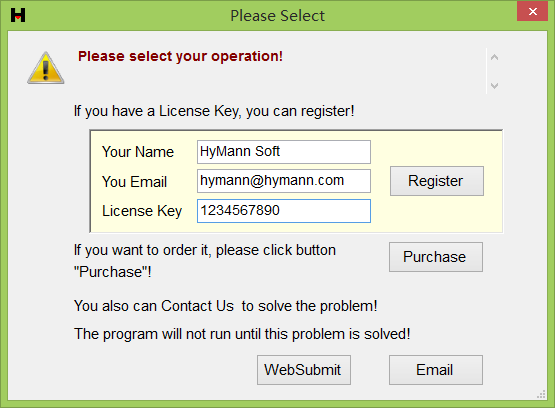 Please Select
Please select your operation!
If you have a License Key, you can register!
Your Name HyMann Soft
You Email hymann@hymann.com
Register
License Key 1234567890
If you want to order it, please click button
"Purchase"!
Purchase
You also can Contact Us to solve the problem!
The program will not run until this problem is solved!
WebSubmit Email